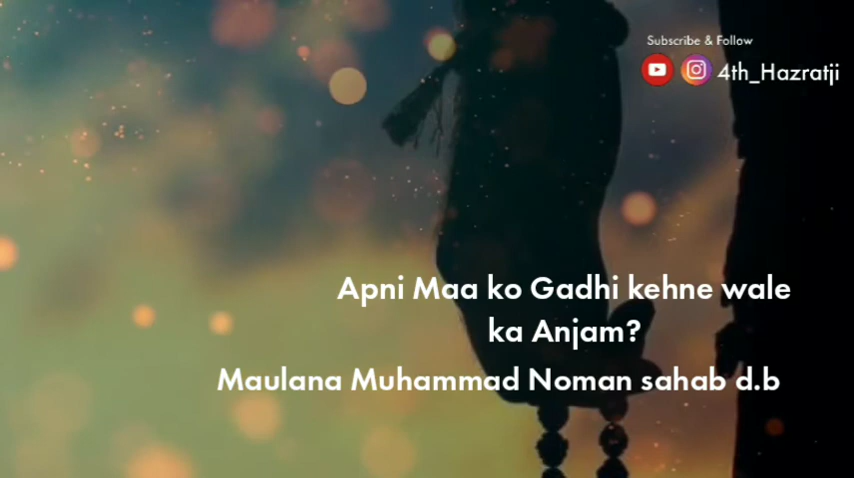 Subscribe & Follow
4th_Hazratji
Apni Maa ko Gadhi kehne wale
ka Anjam?
Maulana Muhammad Noman sahab d.b